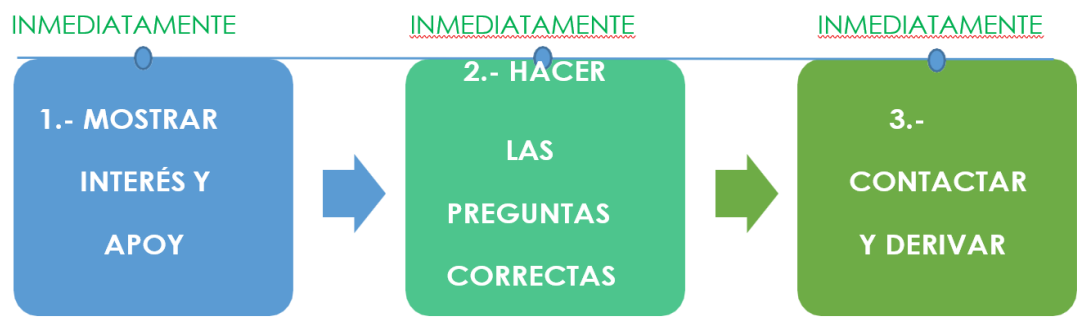 INMEDIATAMENTE
INMEDIATAMENTE
INMEDIATAMENTE
1.- MOSTRAR
INTERÉS Y
APOY
2.- HACER
LAS
PREGUNTAS
CORRECTAS
3.-
CONTACTAR
Y DERIVAR